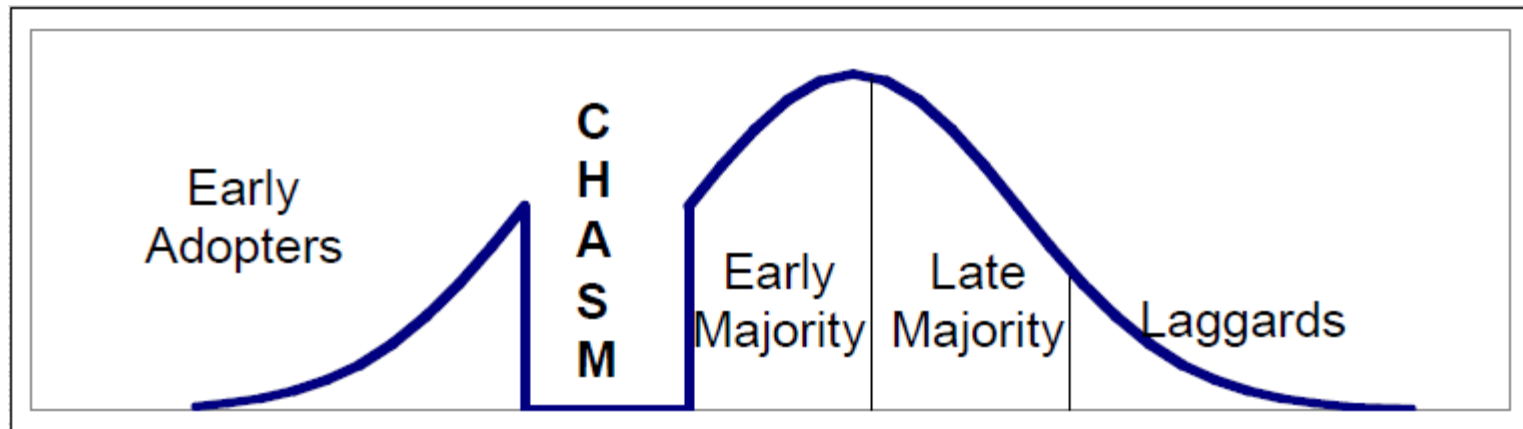 Early
Adopters
C
H
A
S
M
Early
Majority
Late
Majority
Laggards